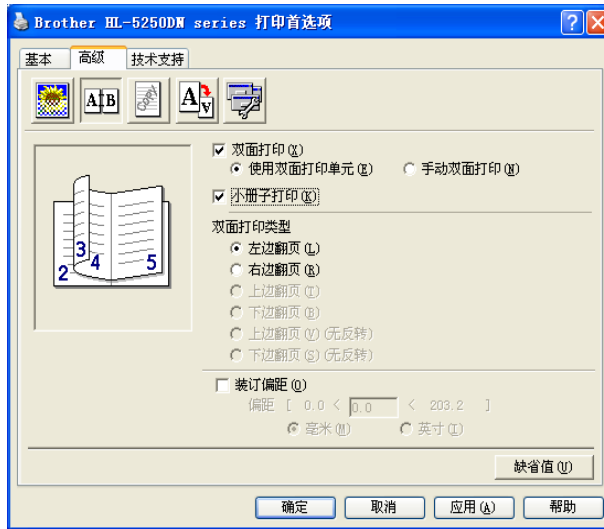 Brother HL-5250DN series 打印首选项
基本 高级 技术支持
A B Copy A A
双面打印(X)
使用双面打印单元(E) 手动双面打印(N)
小册子打印(K)
双面打印类型
左边翻页(L)
右边翻页(R)
上边翻页(T)
下边翻页(B)
上边翻页(V)(无反转)
下边翻页(S)(无反转)
2 3 4 5
装订偏距(O)
偏距 [ 0.0 < 0.0 < 203.2 ]
毫米(M) 英寸(I)
缺省值(U)
确定 取消 应用(A) 帮助